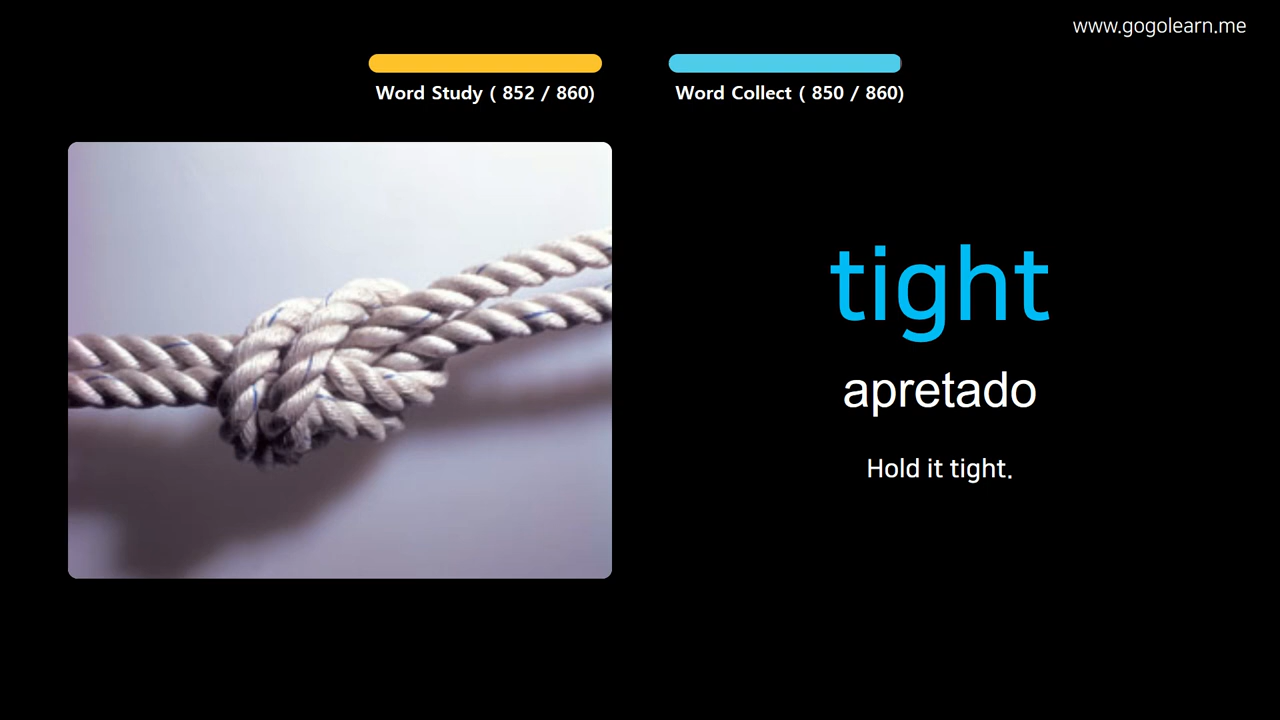 www.gogolearn.me
Word Study ( 852 / 860)
Word Collect ( 850 / 860)
tight
apretado
Hold it tight.